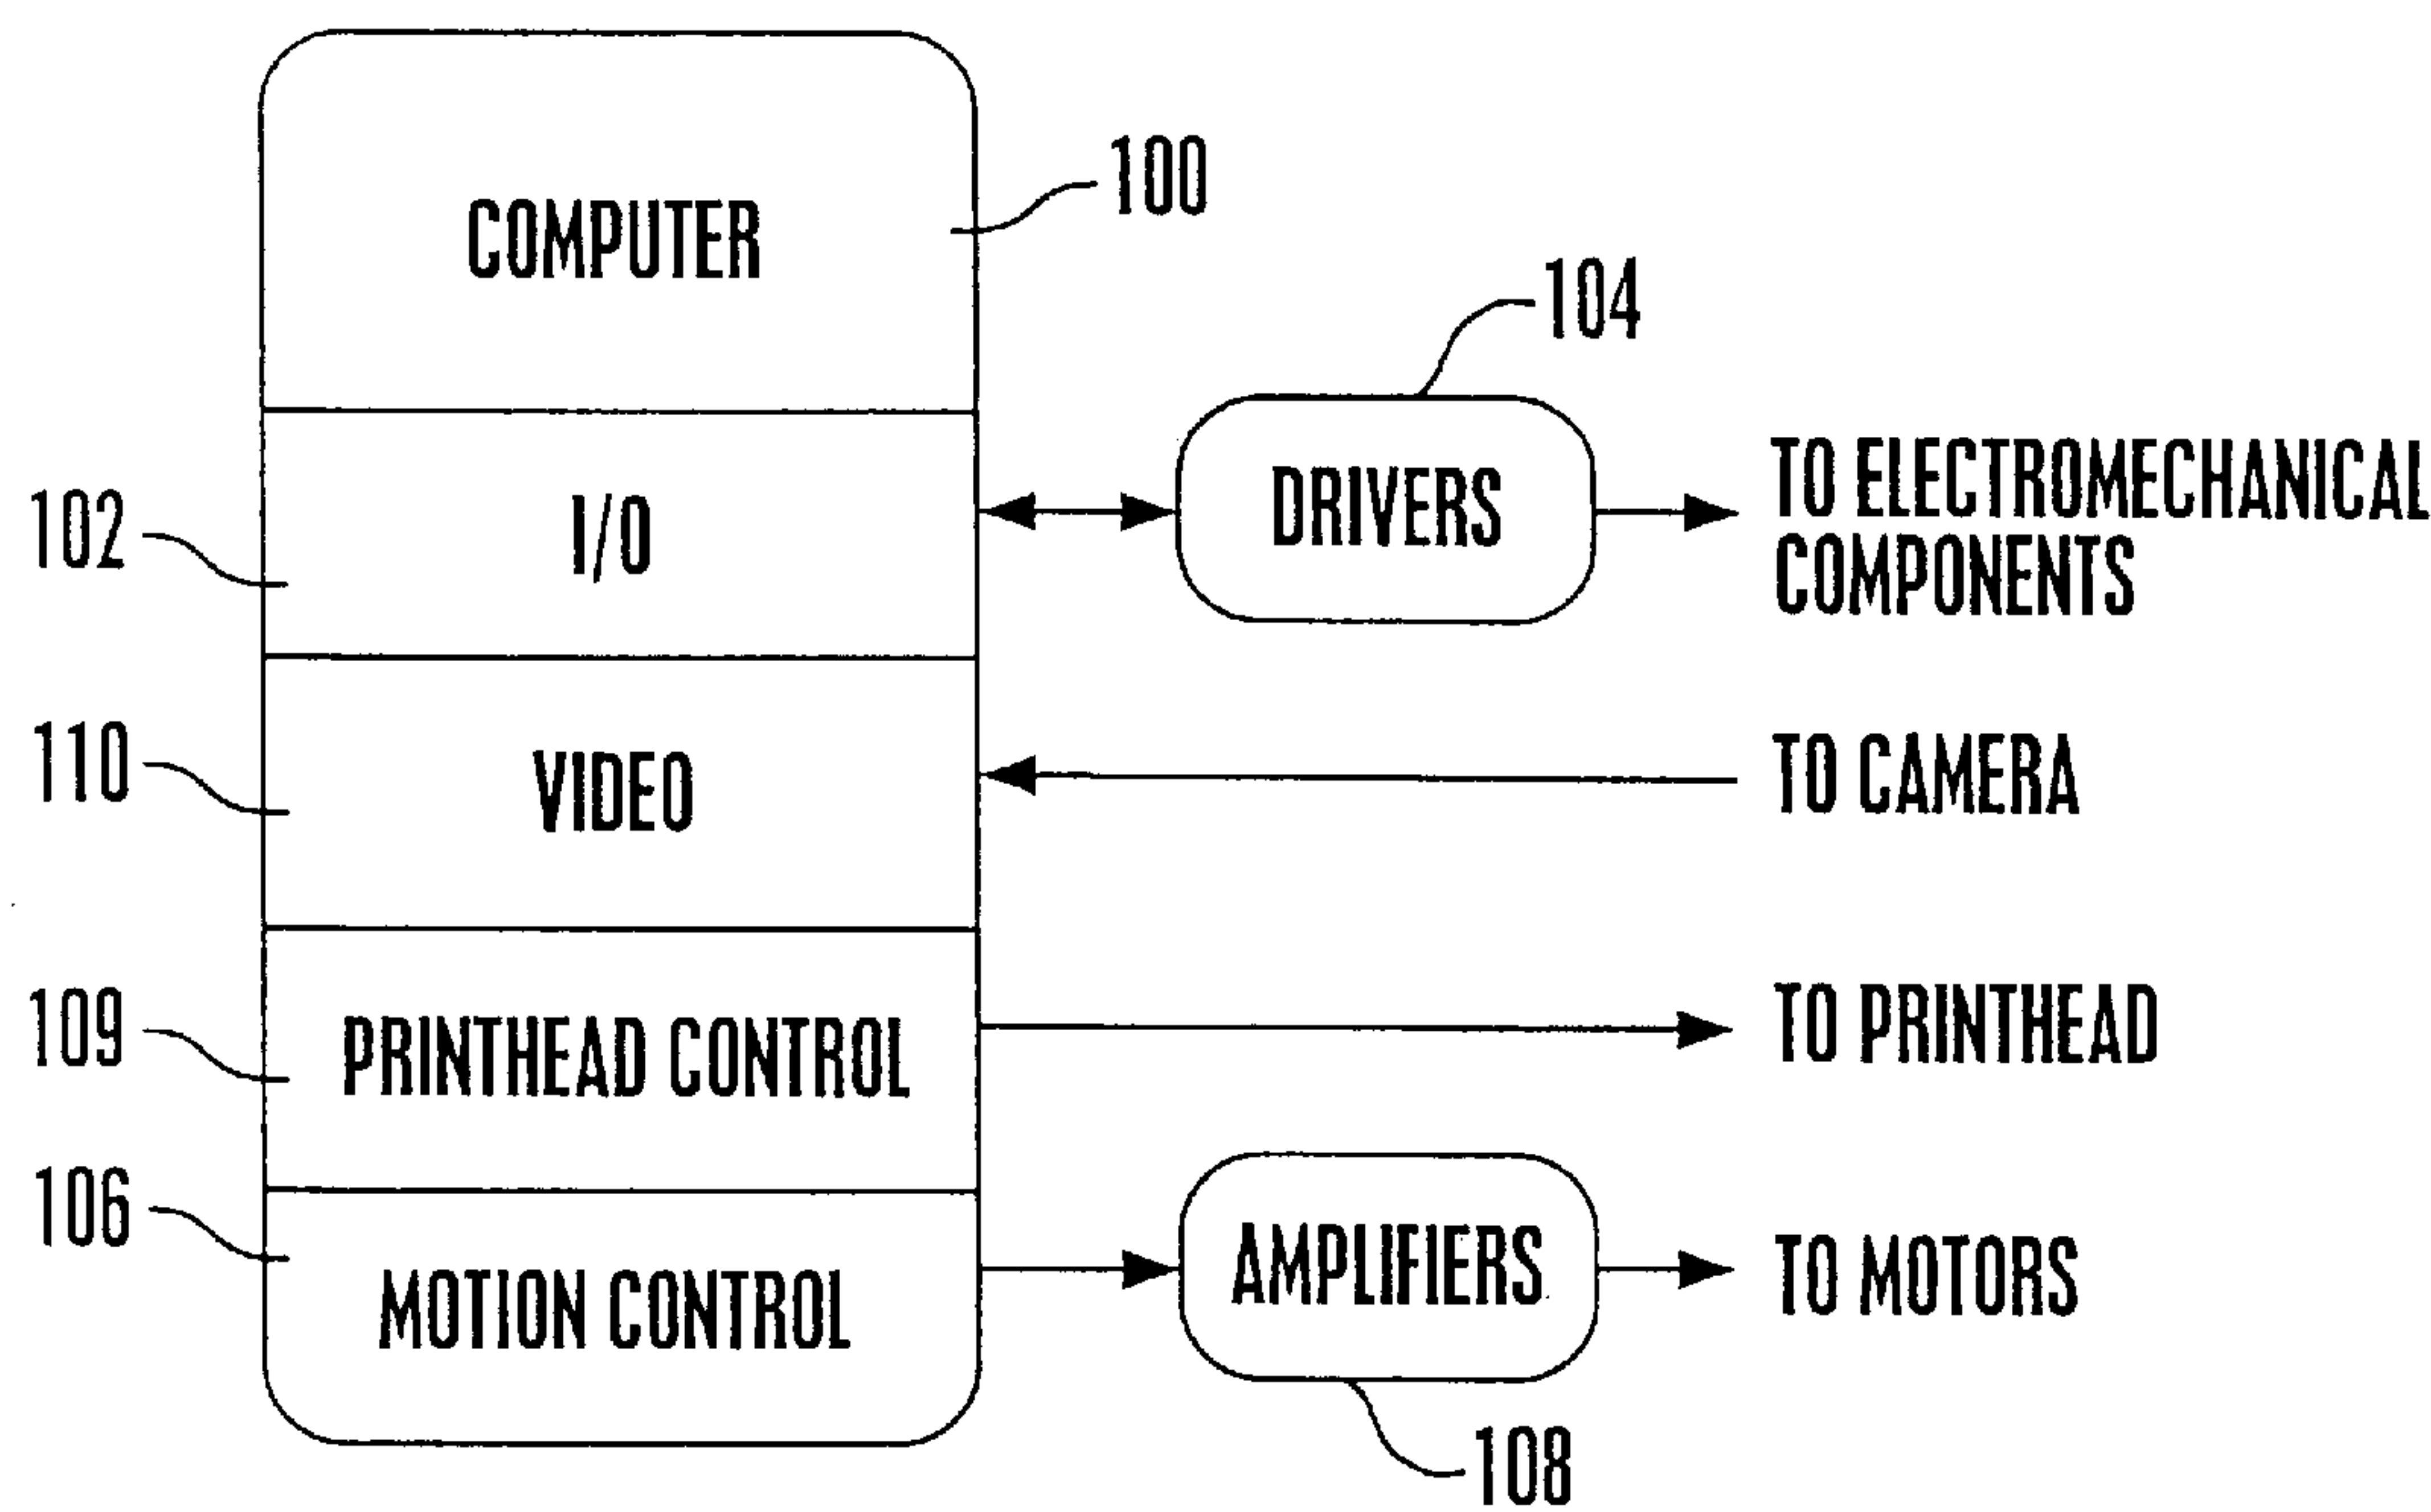 COMPUTER
100
104
I/O
102
DRIVERS
TO ELECTROMECHANICAL
COMPONENTS
110
VIDEO
TO CAMERA
109
PRINTHEAD CONTROL
TO PRINTHEAD
106
MOTION CONTROL
AMPLIFIERS
TO MOTORS
108